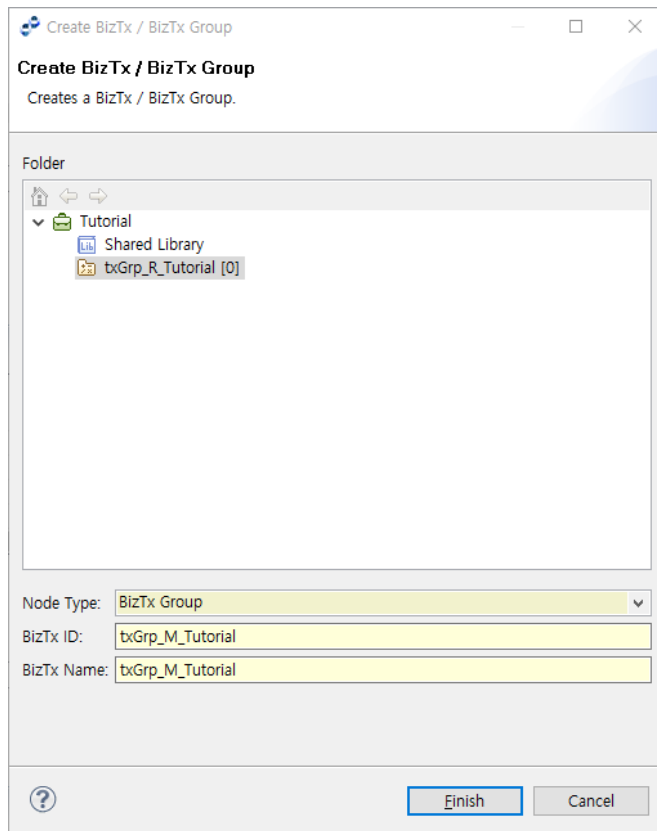 Create BizTx / BizTx Group
Create BizTx / BizTx Group
Creates a BizTx / BizTx Group.
Folder
Tutorial
Lib Shared Library
txGrp_R_Tutorial [0]
Node Type: BizTx Group
BizTx ID: txGrp_M_Tutorial
BizTx Name: txGrp_M_Tutorial
? Finish Cancel